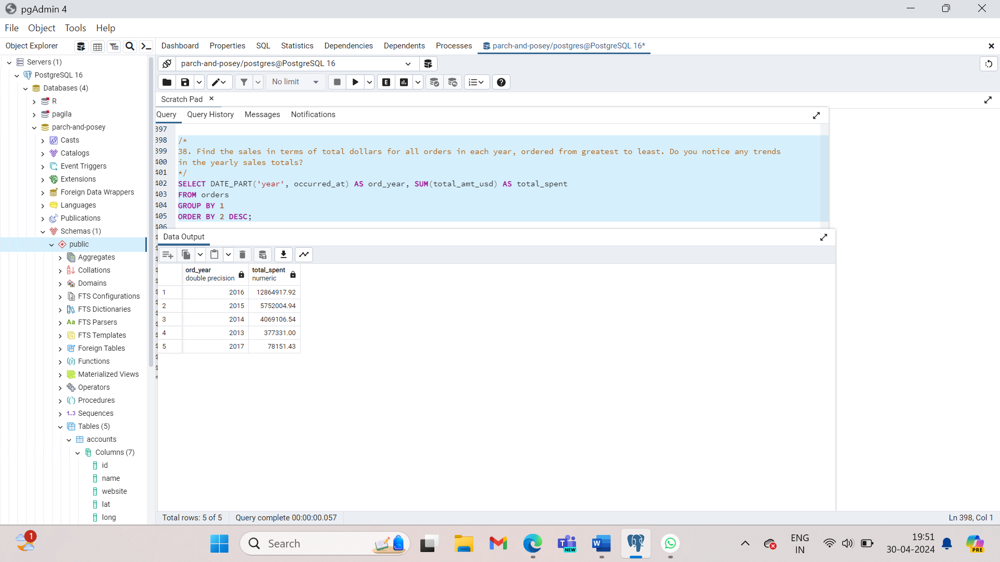 pgAdmin 4
File Object Tools Help
Object Explorer
Dashboard Properties SQL Statistics Dependencies Dependents Processes parch-and-posey/postgres@PostgreSQL 16*
Servers (1)
PostgreSQL 16
Databases (4)
R
pagila
parch-and-posey
Casts
Catalogs
Event Triggers
Extensions
Foreign Data Wrappers
Languages
Publications
Schemas (1)
public
Aggregates
Collations
Domains
FTS Configurations
FTS Dictionaries
Aa FTS Parsers
FTS Templates
Foreign Tables
Functions
Materialized Views
Operators
Procedures
1..3 Sequences
Tables (5)
accounts
Columns (7)
id
name
website
lat
long
parch-and-posey/postgres@PostgreSQL 16
No limit
E
Scratch Pad
Query Query History Messages Notifications
397
398 /*
399 38. Find the sales in terms of total dollars for all orders in each year, ordered from greatest to least. Do you notice any trends
400 in the yearly sales totals?
401 */
402 SELECT DATE_PART('year', occurred_at) AS ord_year, SUM(total_amt_usd) AS total_spent
403 FROM orders
404 GROUP BY 1
405 ORDER BY 2 DESC;
406
Data Output
ord_year total_spent
double precision numeric
1 2016 12864917.92
2 2015 5752004.94
3 2014 4069106.54
4 2013 377331.00
5 2017 78151.43
Total rows: 5 of 5 Query complete 00:00:00.057 Ln 398, Col 1
1
Search
T NEW
W
ENG
IN
19:51
30-04-2024
PRE